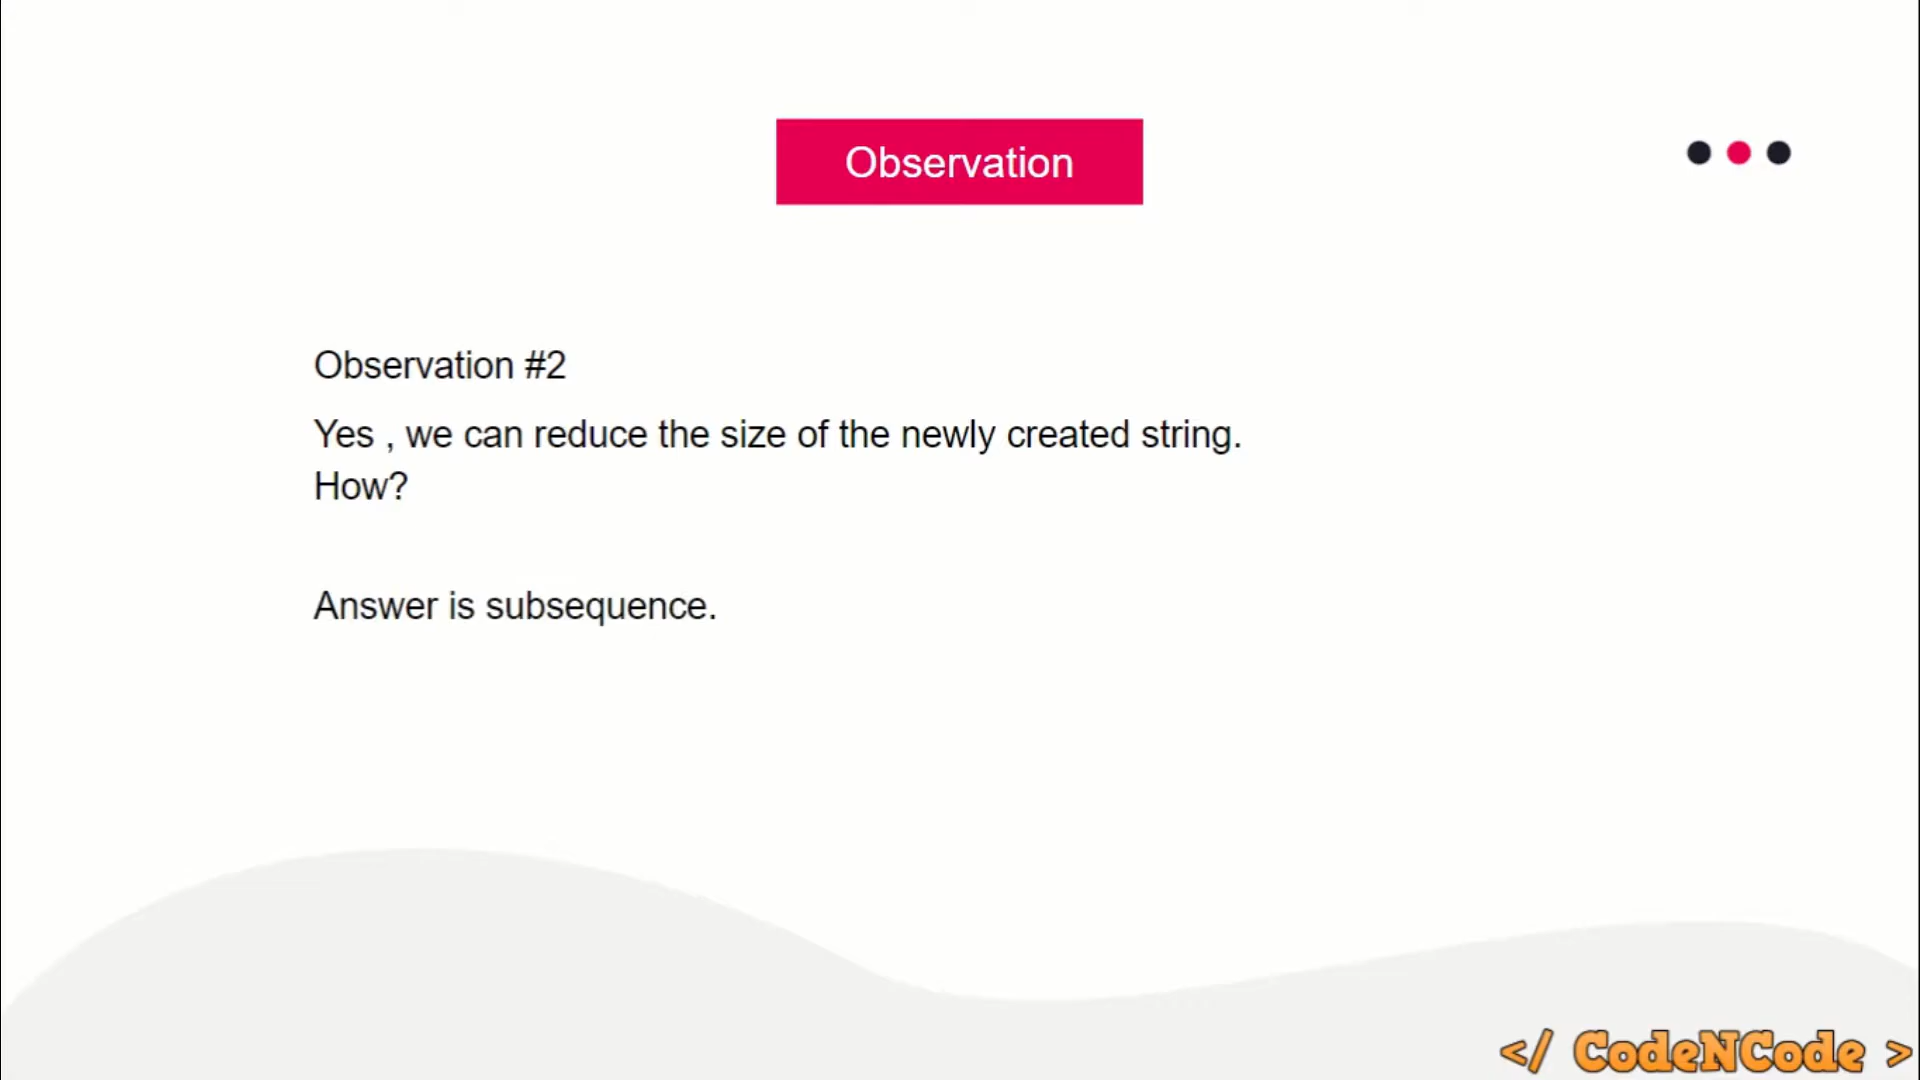 Observation
Observation #2
Yes , we can reduce the size of the newly created string.
How?
Answer is subsequence.
</ CodeNCode >